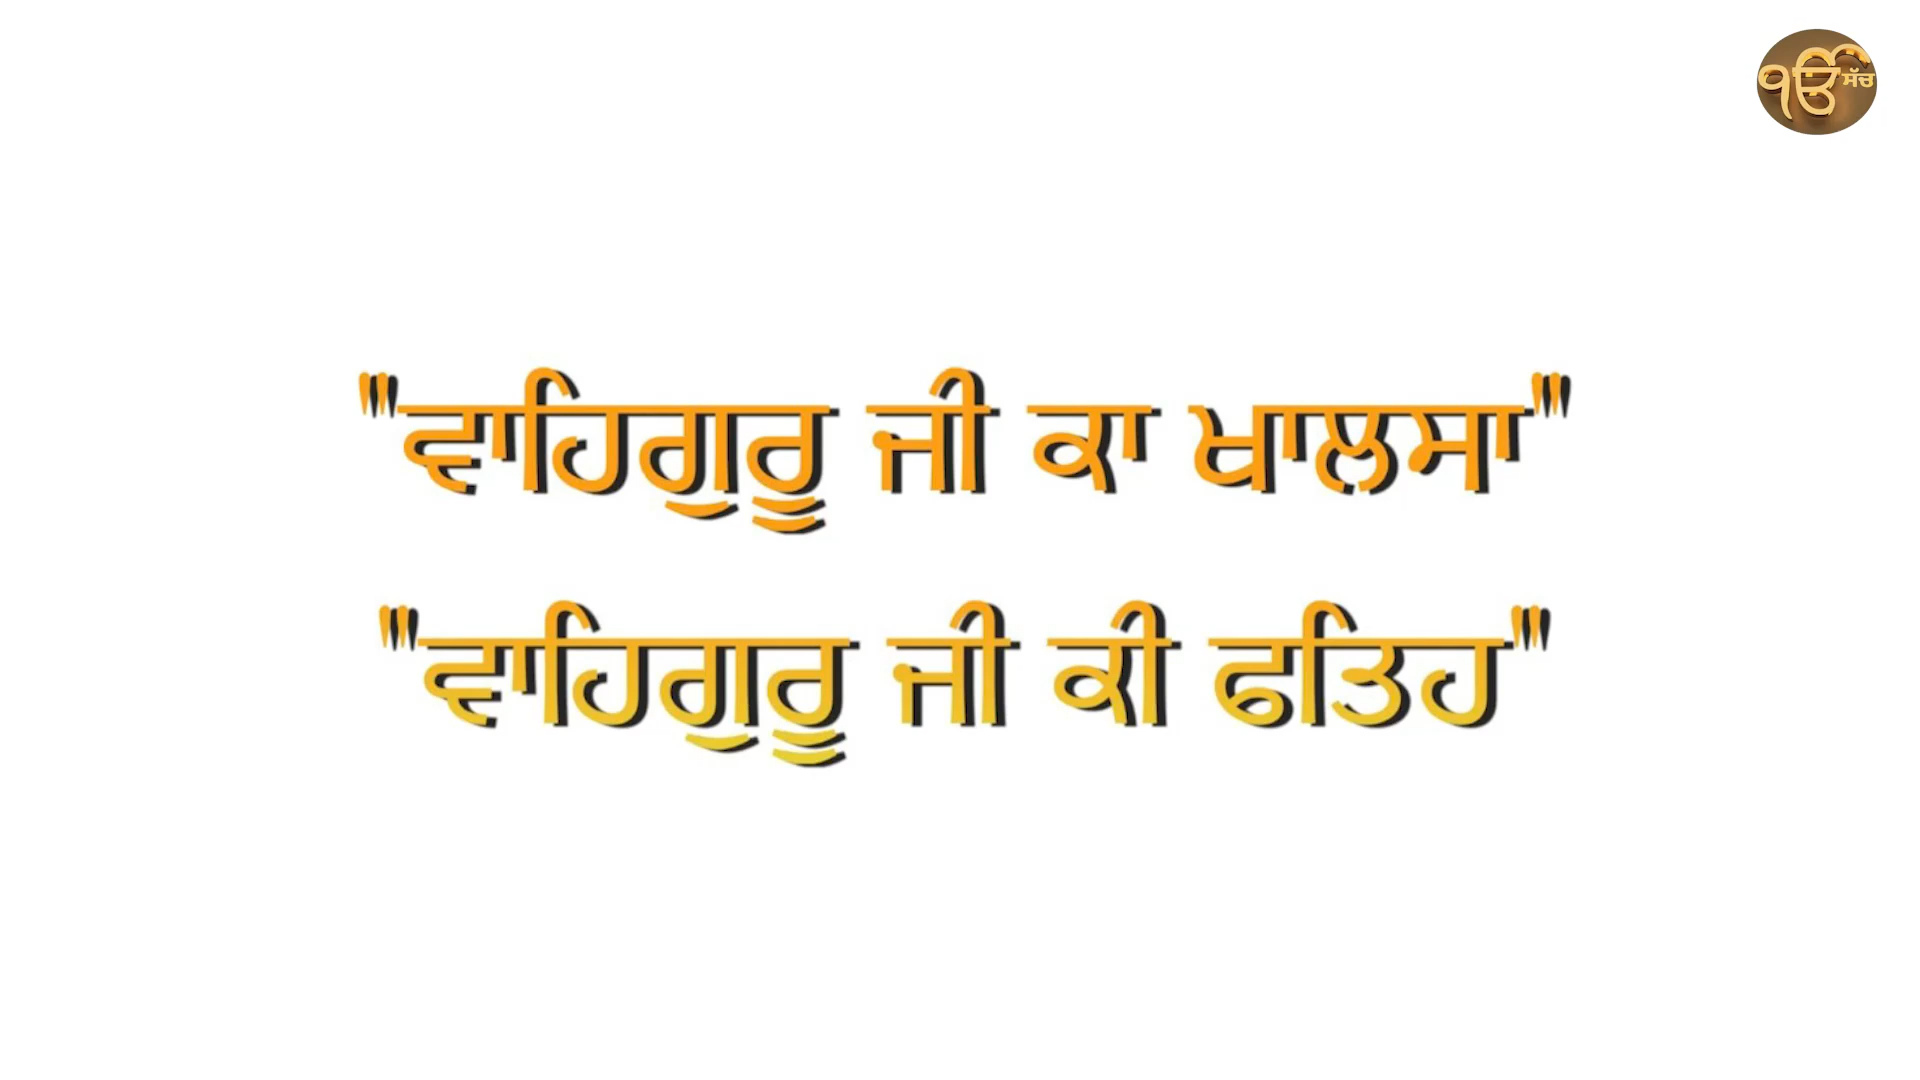 ੴ ਸੱਚ
"ਵਾਹਿਗੁਰੂ ਜੀ ਕਾ ਖਾਲਸਾ"
"ਵਾਹਿਗੁਰੂ ਜੀ ਕੀ ਫਤਿਹ"